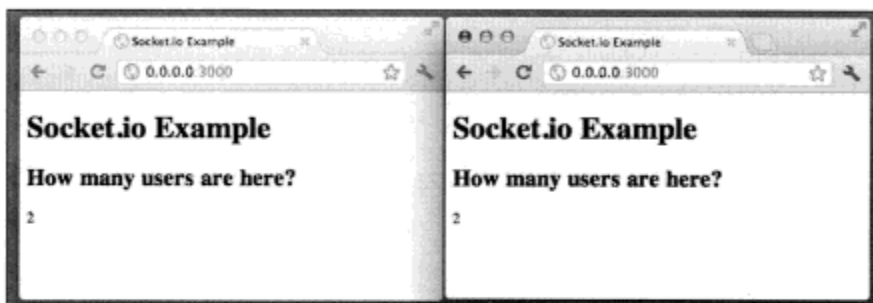 Socket.io Example
0.0.0.0:3000
Socket.io Example
How many users are here?
2
Socket.io Example
0.0.0.0:3000
Socket.io Example
How many users are here?
2